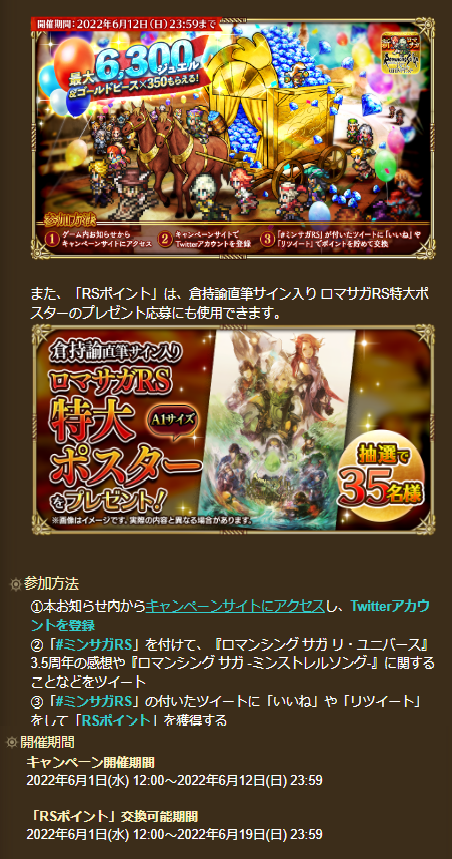 開催期間：2022年6月12日（日）23:59まで
最大6,300ジュエル
&ゴールドピース×350もらえる！
参加方法
① ゲーム内お知らせから
キャンペーンサイトにアクセス
② キャンペーンサイトで
Twitterアカウントを登録
③ 「#ミンサガRS」が付いたツイートに「いいね」や
「リツイート」でポイントを貯めて交換
また、「RSポイント」は、倉持諭直筆サイン入り ロマサガRS特大ポ
スターのプレゼント応募にも使用できます。
倉持諭直筆サイン入り
ロマサガRS
特大
A1サイズ
ポスター
をプレゼント！
抽選で
35名様
※画像はイメージです。実際の内容と異なる場合があります。
参加方法
①本お知らせ内からキャンペーンサイトにアクセスし、Twitterアカウ
ントを登録
②「#ミンサガRS」を付けて、『ロマンシング サガ リ・ユニバース』
3.5周年の感想や『ロマンシング サガ -ミンストレルソング-』に関する
ことなどをツイート
③「#ミンサガRS」の付いたツイートに「いいね」や「リツイート」
をして「RSポイント」を獲得する
開催期間
キャンペーン開催期間
2022年6月1日(水) 12:00～2022年6月12日(日) 23:59
「RSポイント」交換可能期間
2022年6月1日(水) 12:00～2022年6月19日(日) 23:59